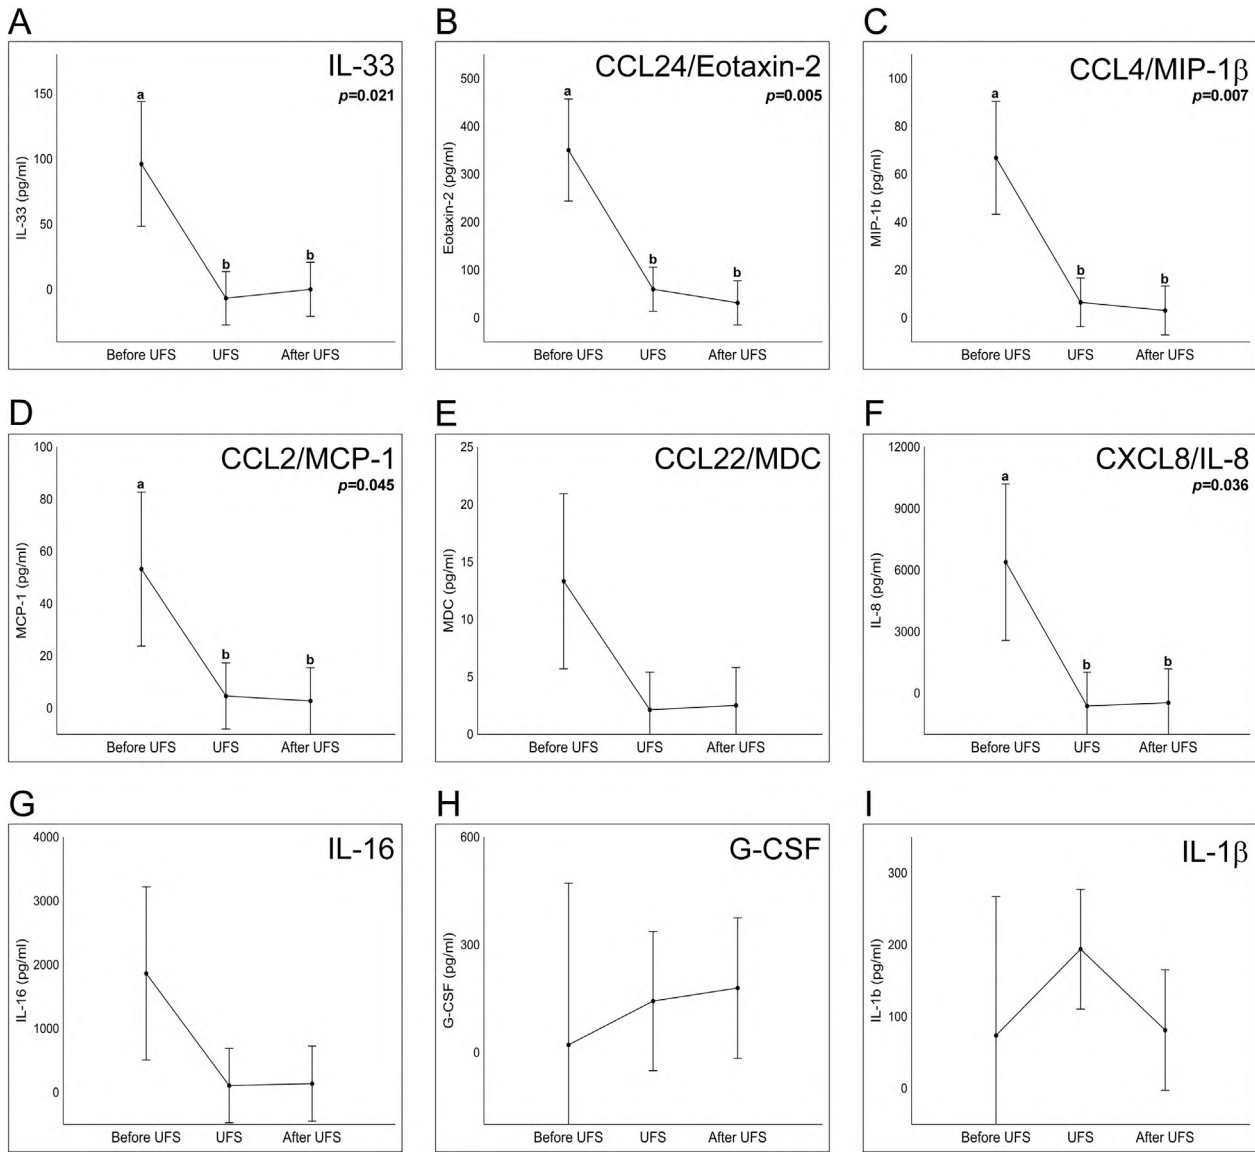 A
IL-33
p=0.021
150
100
50
0
IL-33 (pg/ml)
a
b
b
Before UFS UFS After UFS
B
CCL24/Eotaxin-2
p=0.005
500
400
300
200
100
0
Eotaxin-2 (pg/ml)
a
b
b
Before UFS UFS After UFS
C
CCL4/MIP-1β
p=0.007
100
80
60
40
20
0
MIP-1b (pg/ml)
a
b
b
Before UFS UFS After UFS
D
CCL2/MCP-1
p=0.045
100
80
60
40
20
0
MCP-1 (pg/ml)
a
b
b
Before UFS UFS After UFS
E
CCL22/MDC
25
20
15
10
5
0
MDC (pg/ml)
Before UFS UFS After UFS
F
CXCL8/IL-8
p=0.036
12000
9000
6000
3000
0
IL-8 (pg/ml)
a
b
b
Before UFS UFS After UFS
G
IL-16
4000
3000
2000
1000
0
IL-16 (pg/ml)
Before UFS UFS After UFS
H
G-CSF
600
300
0
G-CSF (pg/ml)
Before UFS UFS After UFS
I
IL-1β
300
200
100
0
IL-1b (pg/ml)
Before UFS UFS After UFS